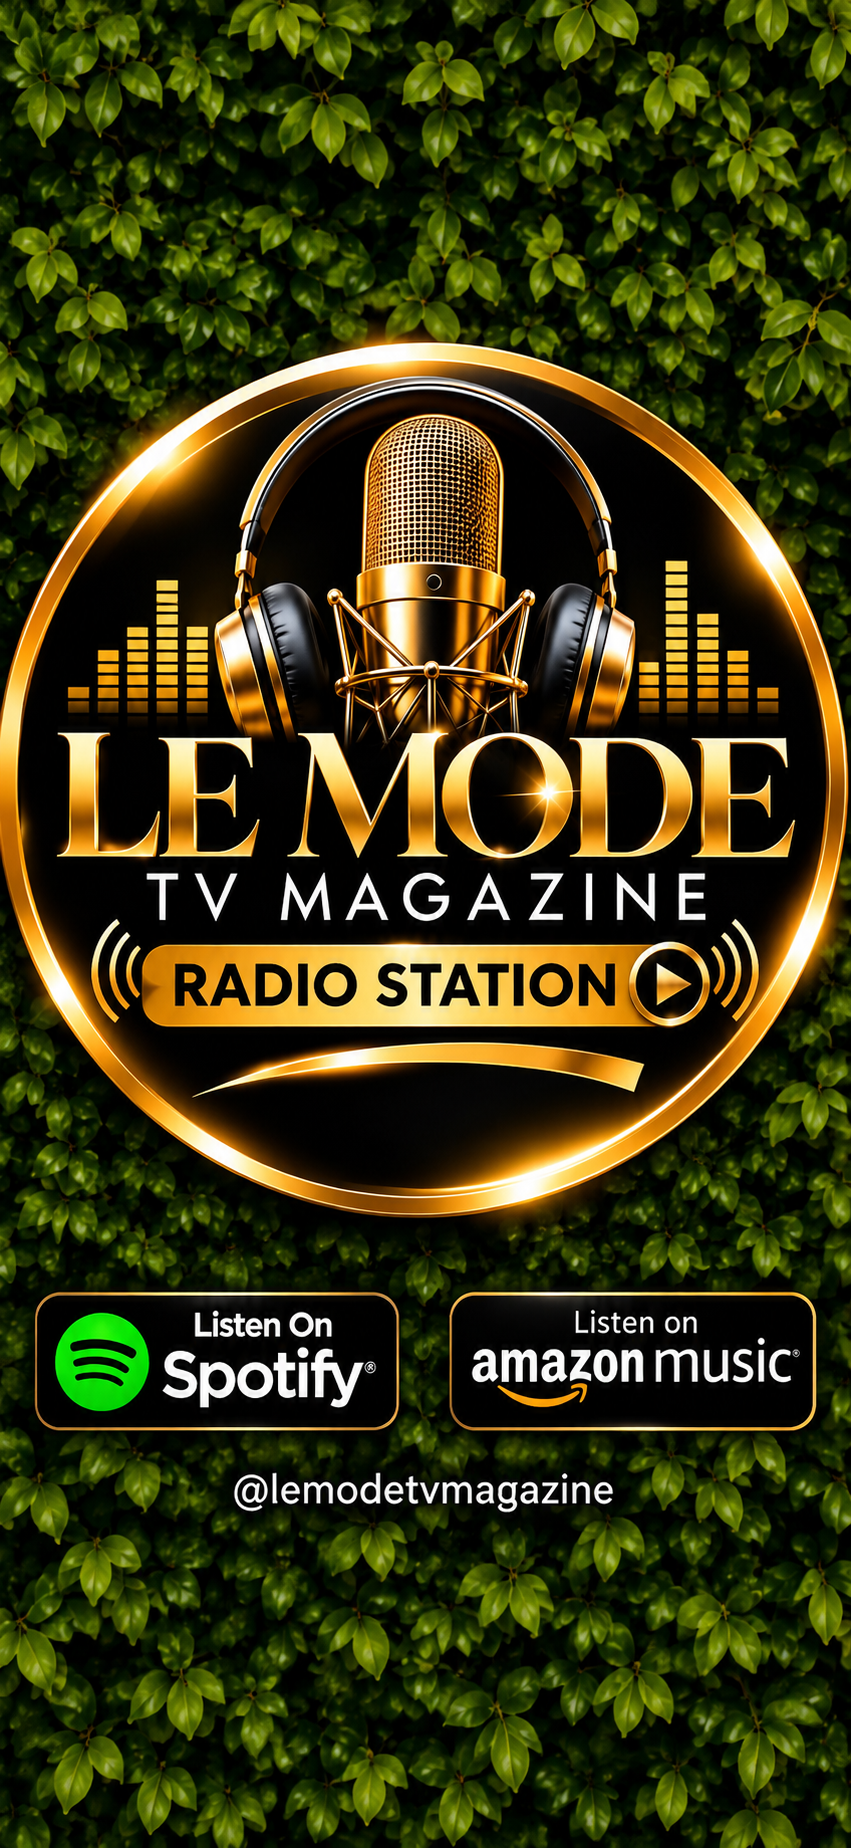 LE MODE
TV MAGAZINE
RADIO STATION
Listen On
Spotify®
Listen on
amazon music®
@lemodetvmagazine